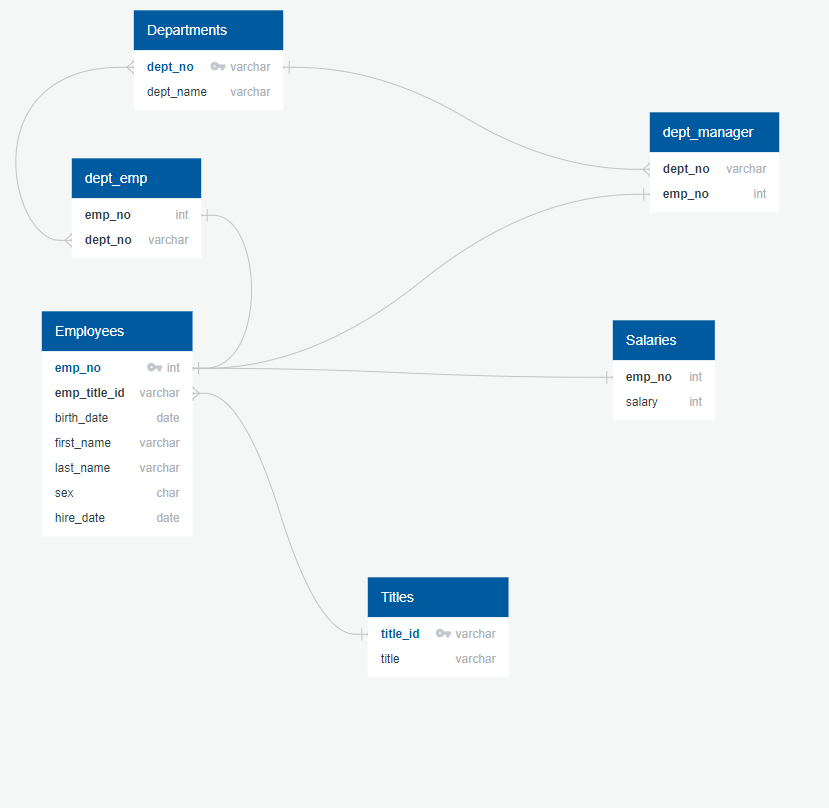 Departments
dept_no varchar
dept_name varchar
dept_manager
dept_no varchar
emp_no int
dept_emp
emp_no int
dept_no varchar
Employees
emp_no int
emp_title_id varchar
birth_date date
first_name varchar
last_name varchar
sex char
hire_date date
Salaries
emp_no int
salary int
Titles
title_id varchar
title varchar